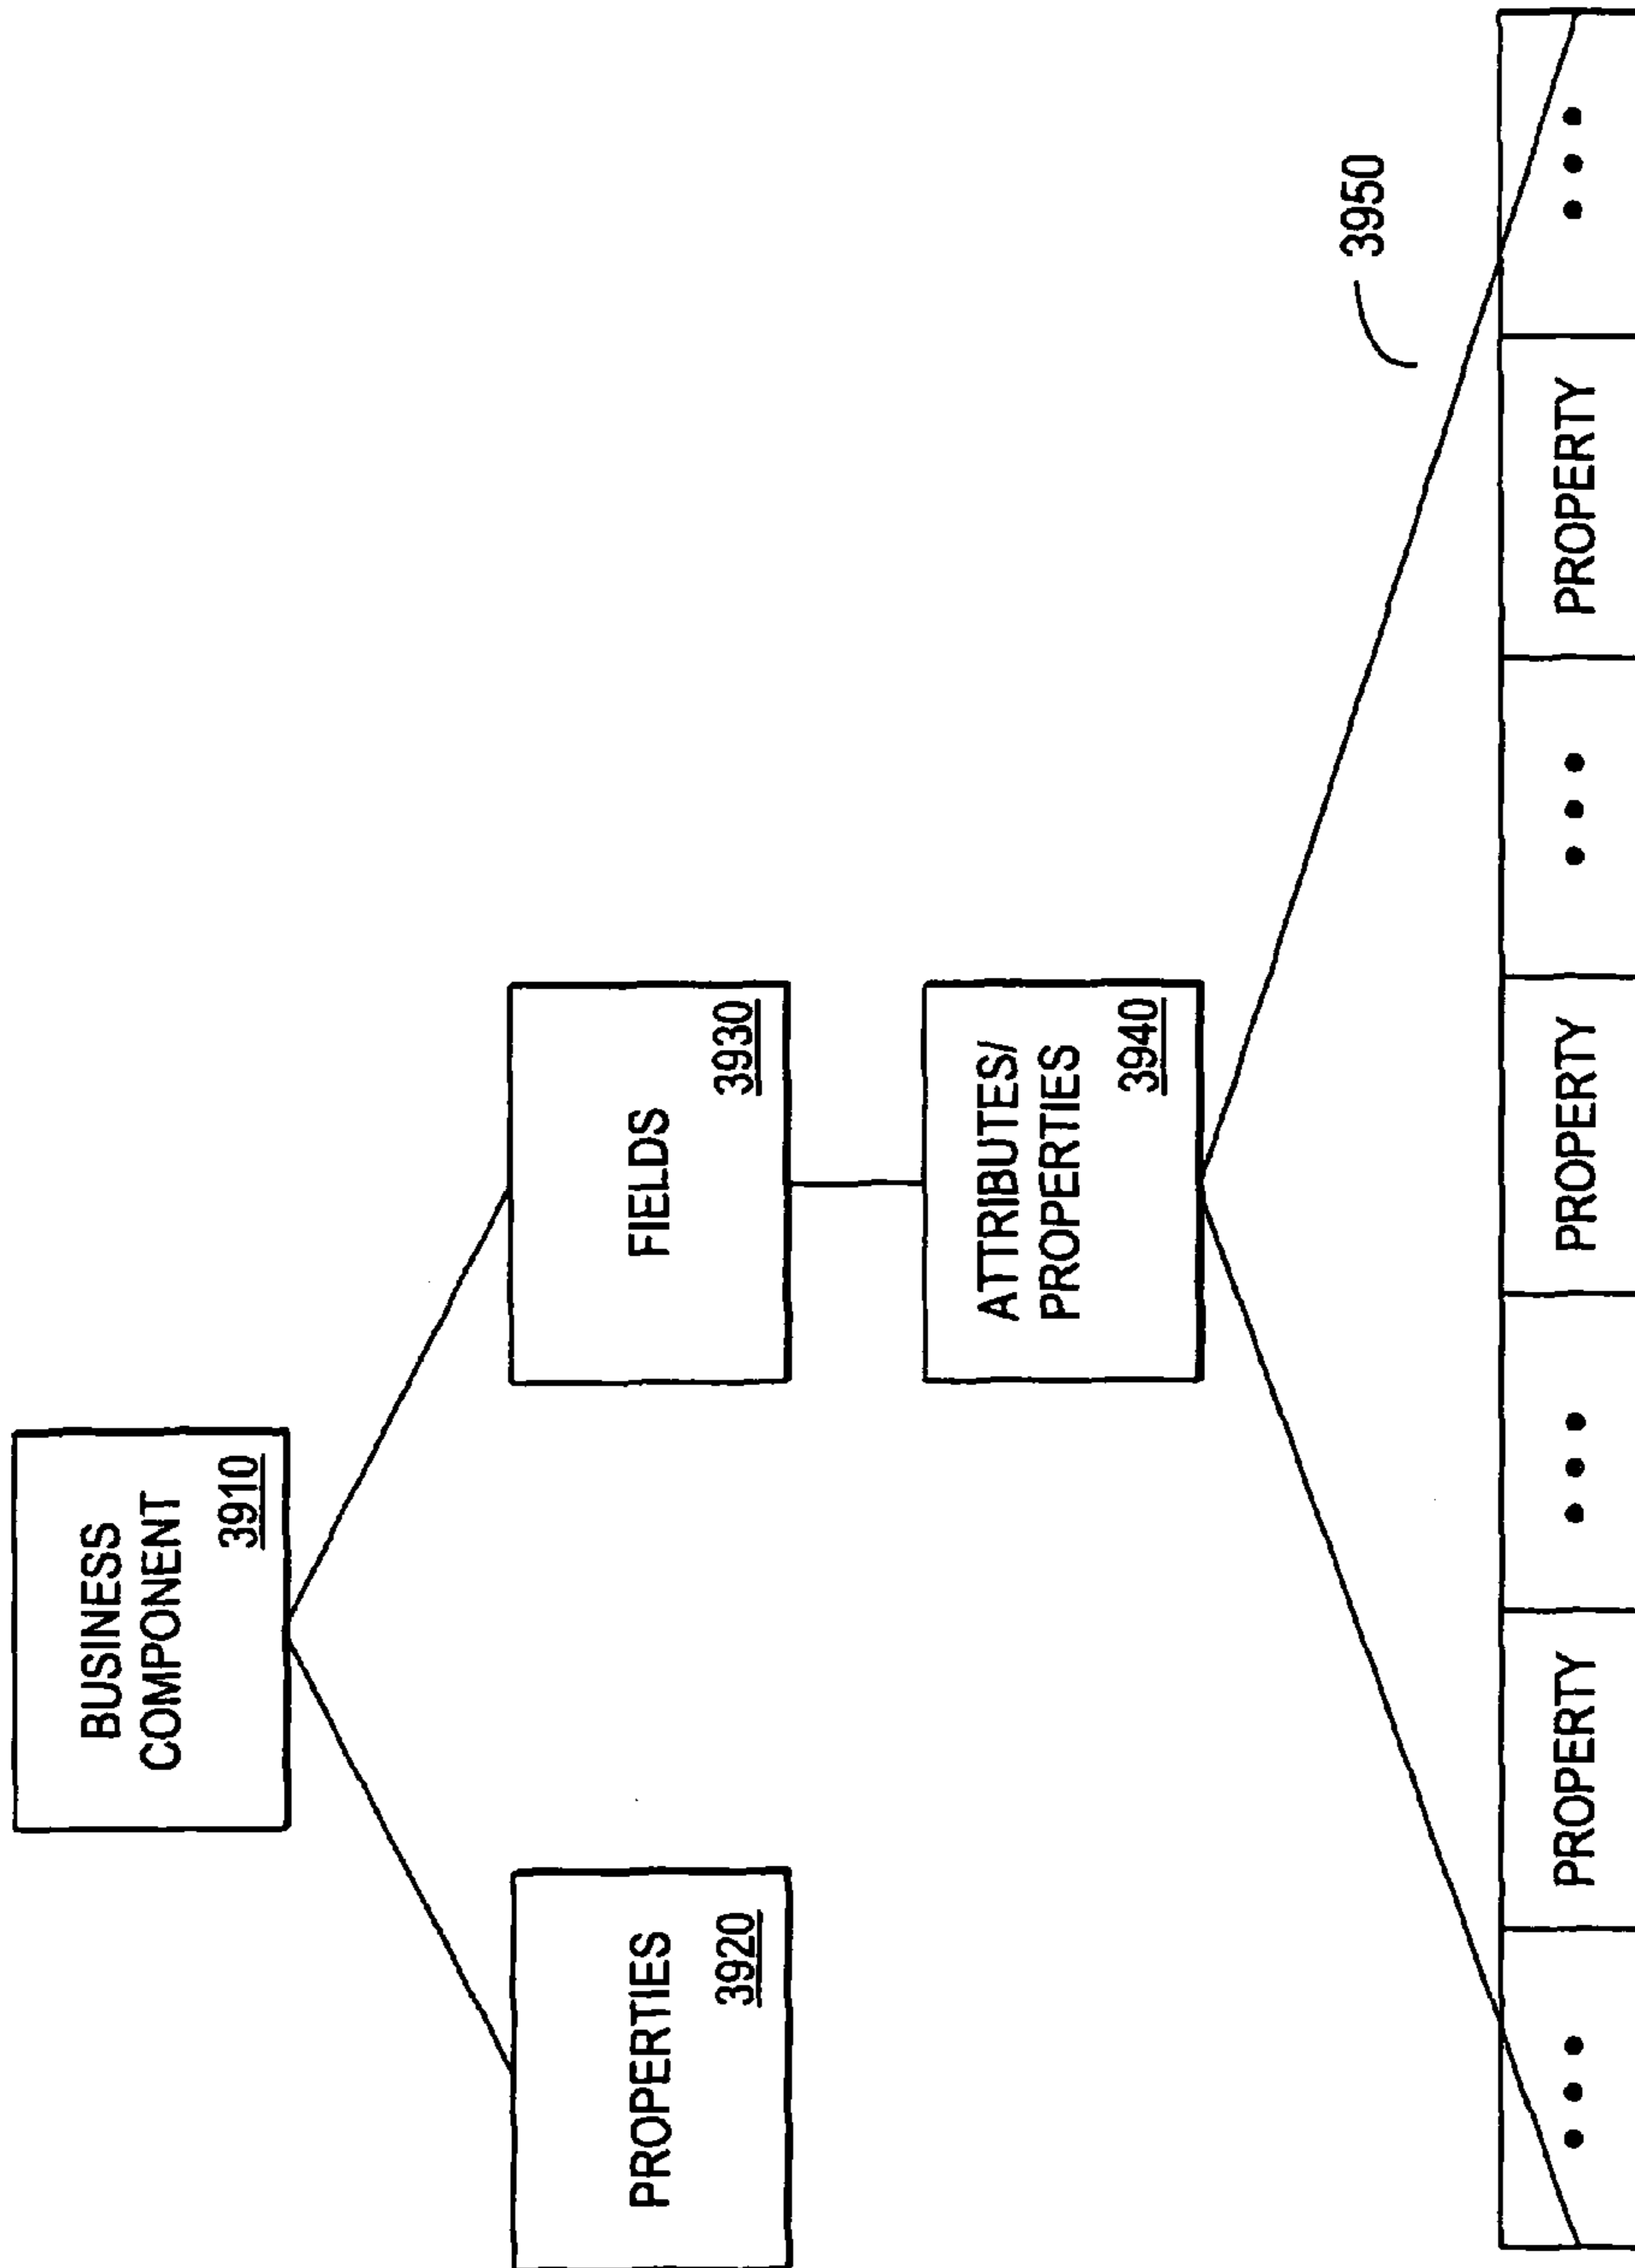 BUSINESS
COMPONENT
3910
PROPERTIES
3920
FIELDS
3930
ATTRIBUTES/
PROPERTIES
3940
3950
• • •
PROPERTY
• • •
PROPERTY
• • •
PROPERTY
• • •